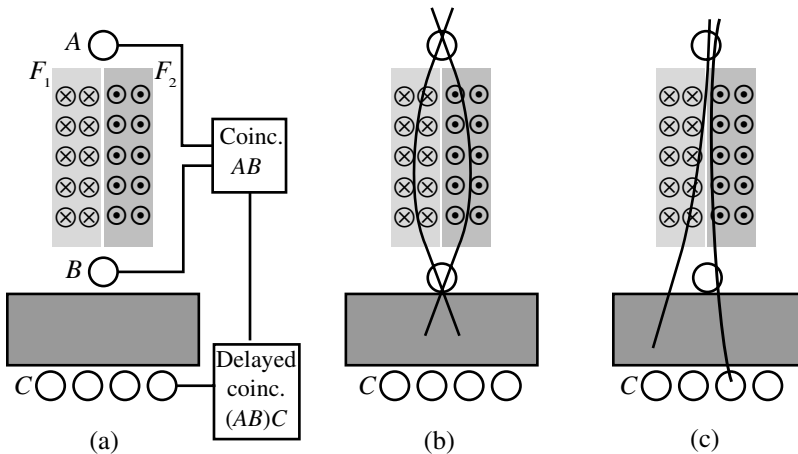 A
F₁
F₂
Coinc.
AB
B
C
Delayed
coinc.
(AB)C
(a)
C
(b)
C
(c)